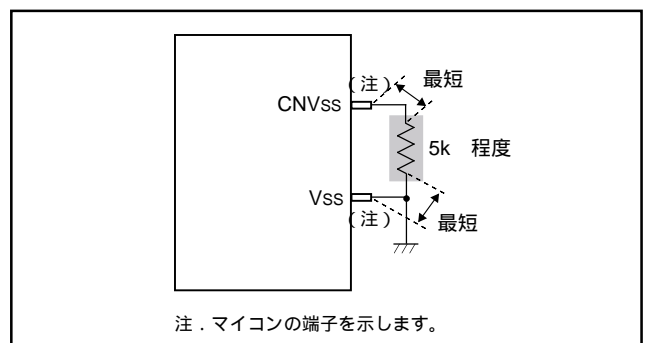 (注)
最短
CNVss
5k 程度
Vss
(注)
最短
注．マイコンの端子を示します。